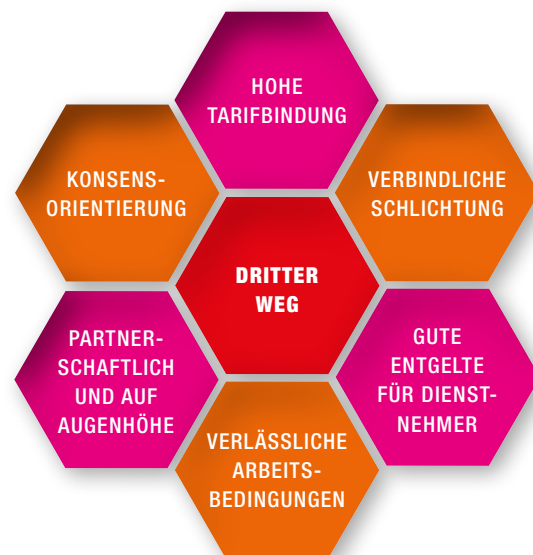 HOHE
TARIFBINDUNG
KONSENS-
ORIENTIERUNG
VERBINDLICHE
SCHLICHTUNG
DRITTER
WEG
PARTNER-
SCHAFTLICH
UND AUF
AUGENHÖHE
GUTE
ENTGELTE
FÜR DIENST-
NEHMER
VERLÄSSLICHE
ARBEITS-
BEDINGUNGEN